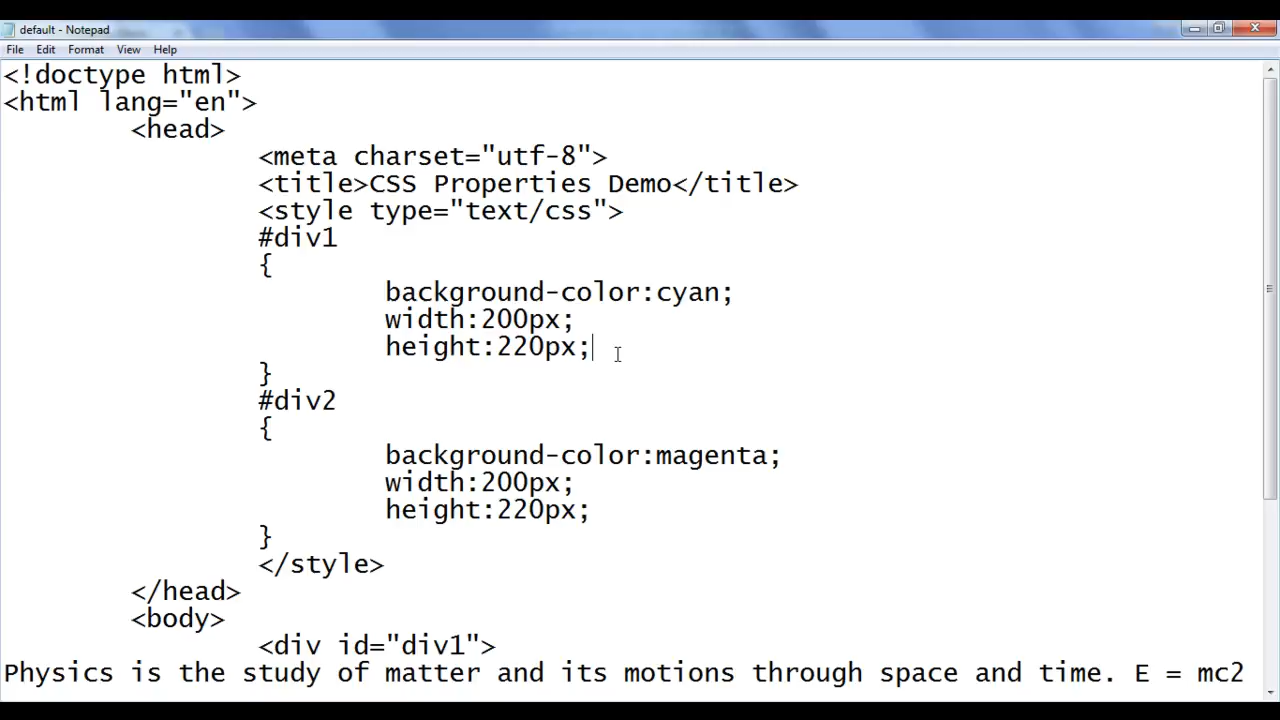 default - Notepad
File Edit Format View Help
<!doctype html>
<html lang="en">
<head>
<meta charset="utf-8">
<title>CSS Properties Demo</title>
<style type="text/css">
#div1
{
background-color:cyan;
width:200px;
height:220px;
}
#div2
{
background-color:magenta;
width:200px;
height:220px;
}
</style>
</head>
<body>
<div id="div1">
Physics is the study of matter and its motions through space and time. E = mc2